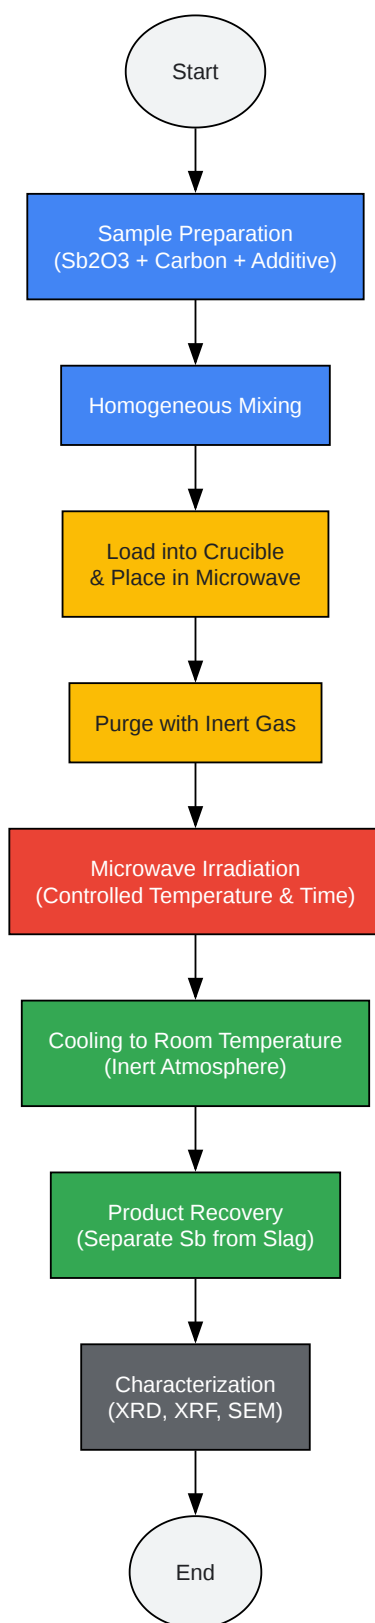 Start
Sample Preparation
(Sb2O3 + Carbon + Additive)
Homogeneous Mixing
Load into Crucible
& Place in Microwave
Purge with Inert Gas
Microwave Irradiation
(Controlled Temperature & Time)
Cooling to Room Temperature
(Inert Atmosphere)
Product Recovery
(Separate Sb from Slag)
Characterization
(XRD, XRF, SEM)
End